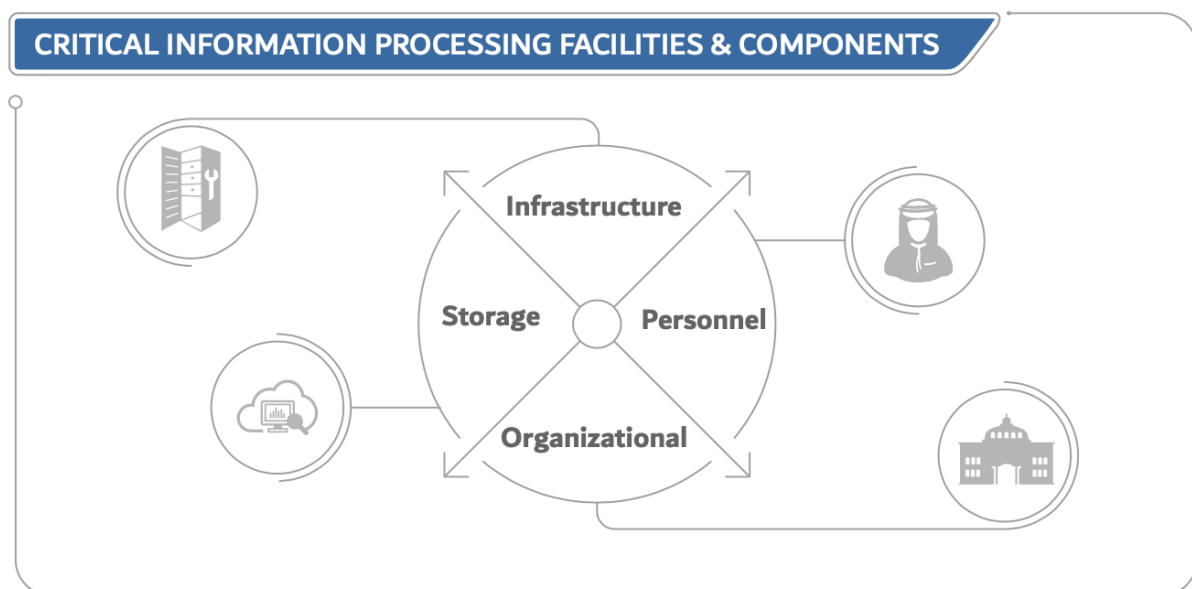 CRITICAL INFORMATION PROCESSING FACILITIES & COMPONENTS
Infrastructure
Storage
Personnel
Organizational